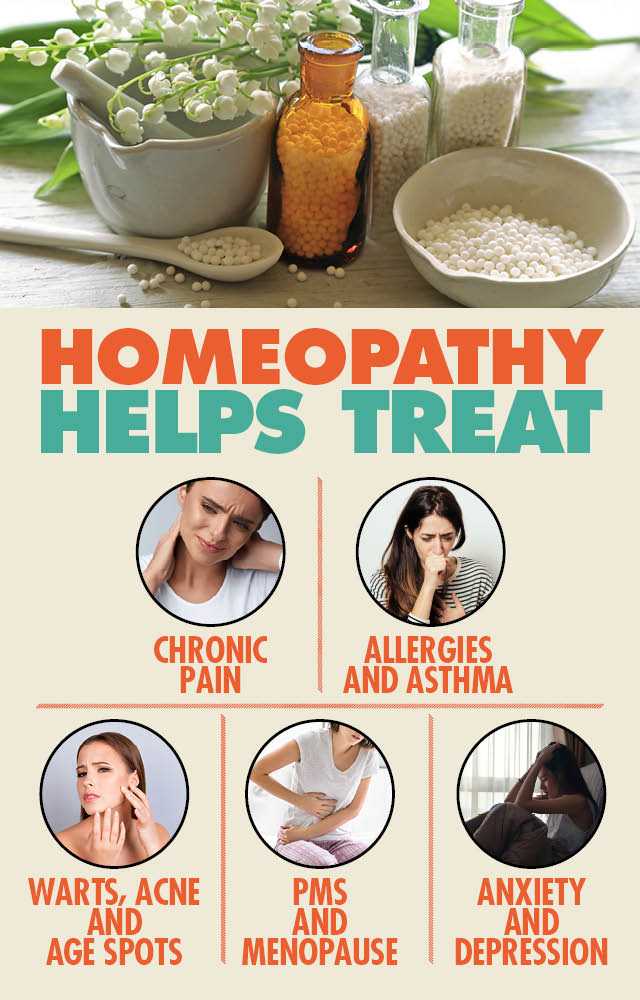 HOMEOPATHY
HELPS TREAT
CHRONIC
PAIN
ALLERGIES
AND ASTHMA
WARTS, ACNE
AND
AGE SPOTS
PMS
AND
MENOPAUSE
ANXIETY
AND
DEPRESSION